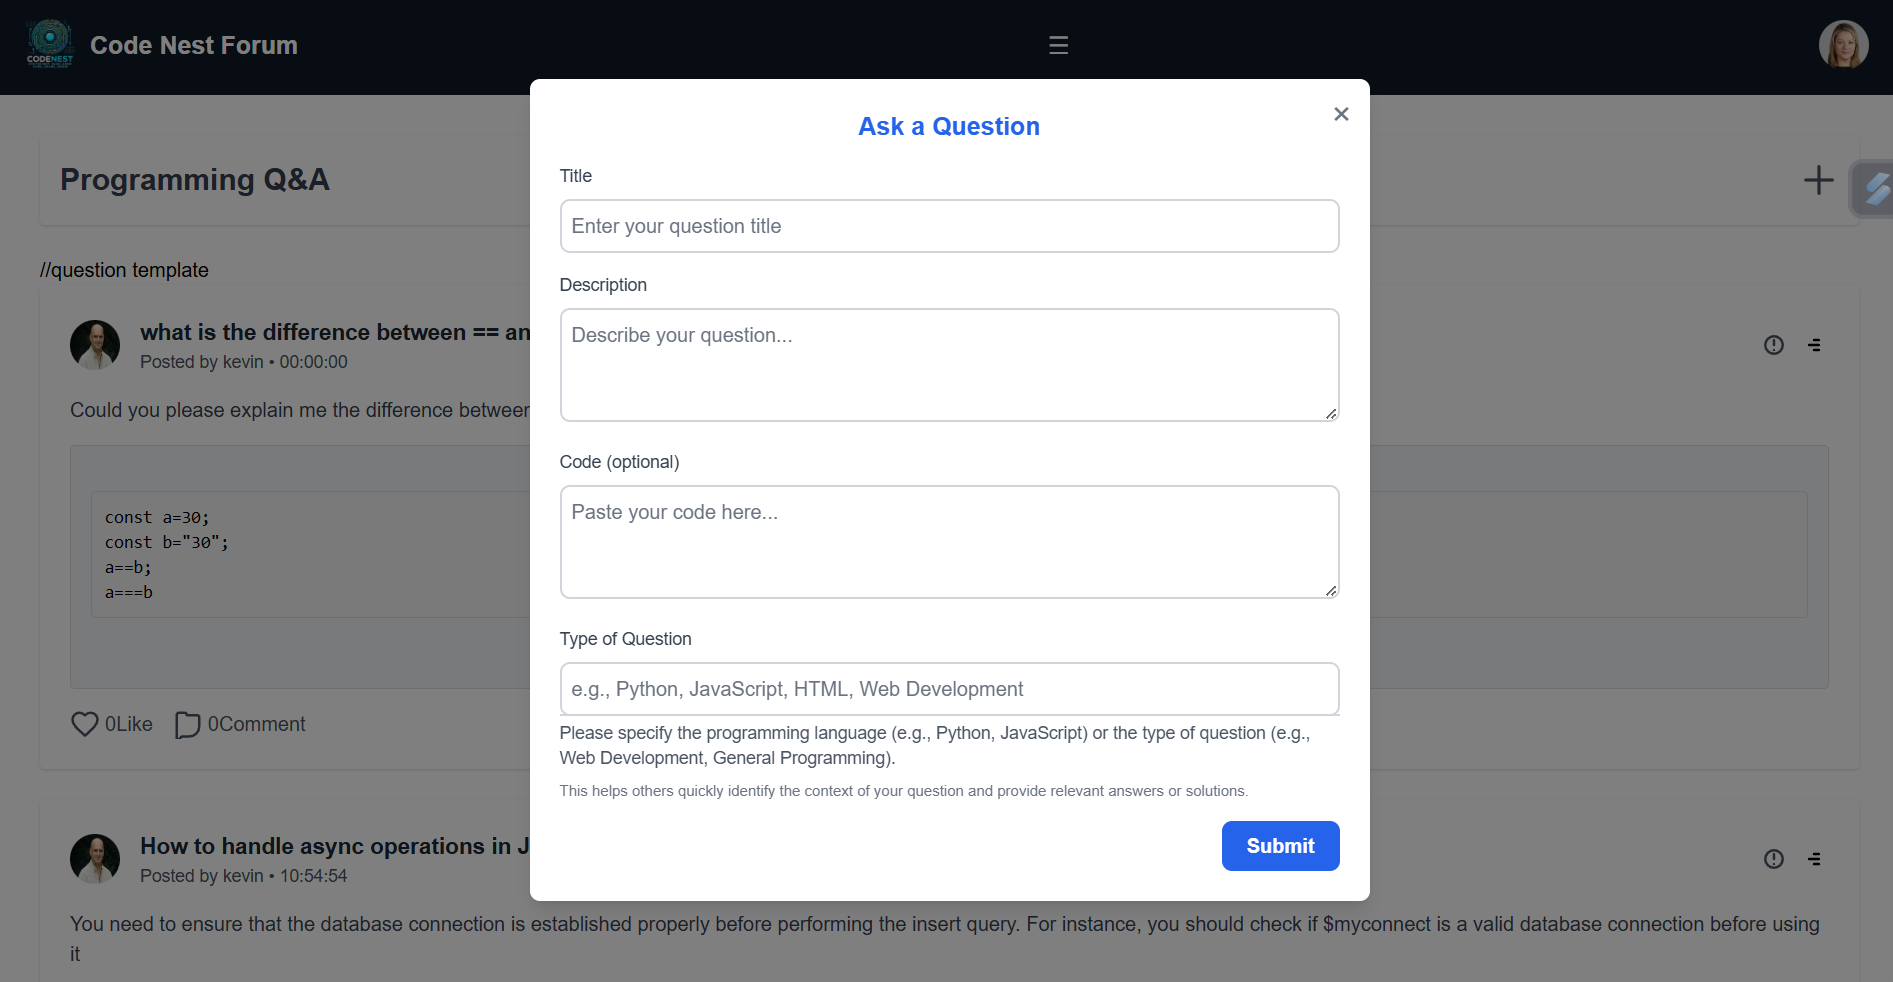 CODENEST
Code Nest Forum
☰
Programming Q&A
//question template
what is the difference between == an
Posted by kevin • 00:00:00
Could you please explain me the difference between
const a=30;
const b="30";
a==b;
a===b
0Like
0Comment
How to handle async operations in J
Posted by kevin • 10:54:54
You need to ensure that the database connection is established properly before performing the insert query. For instance, you should check if $myconnect is a valid database connection before using
it
×
Ask a Question
Title
Enter your question title
Description
Describe your question...
Code (optional)
Paste your code here...
Type of Question
e.g., Python, JavaScript, HTML, Web Development
Please specify the programming language (e.g., Python, JavaScript) or the type of question (e.g.,
Web Development, General Programming).
This helps others quickly identify the context of your question and provide relevant answers or solutions.
Submit